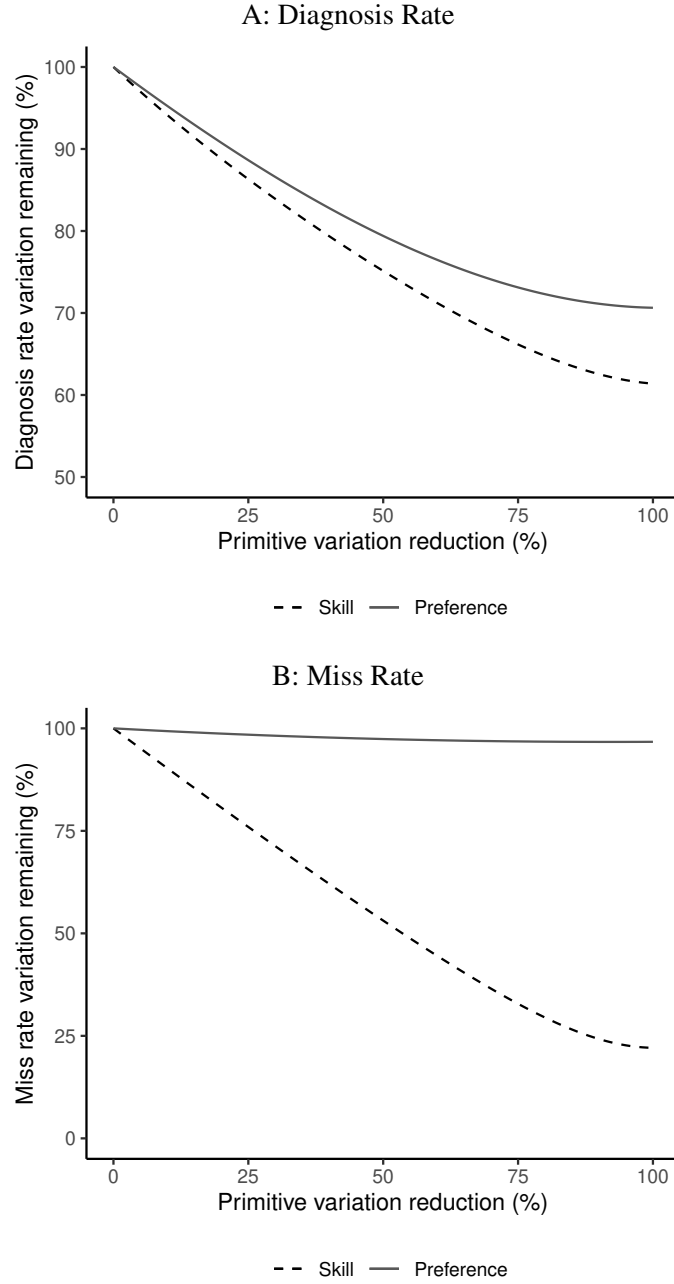 A: Diagnosis Rate
Diagnosis rate variation remaining (%)
100
90
80
70
60
50
0 25 50 75 100
Primitive variation reduction (%)
Skill Preference
B: Miss Rate
Miss rate variation remaining (%)
100
75
50
25
0
0 25 50 75 100
Primitive variation reduction (%)
Skill Preference